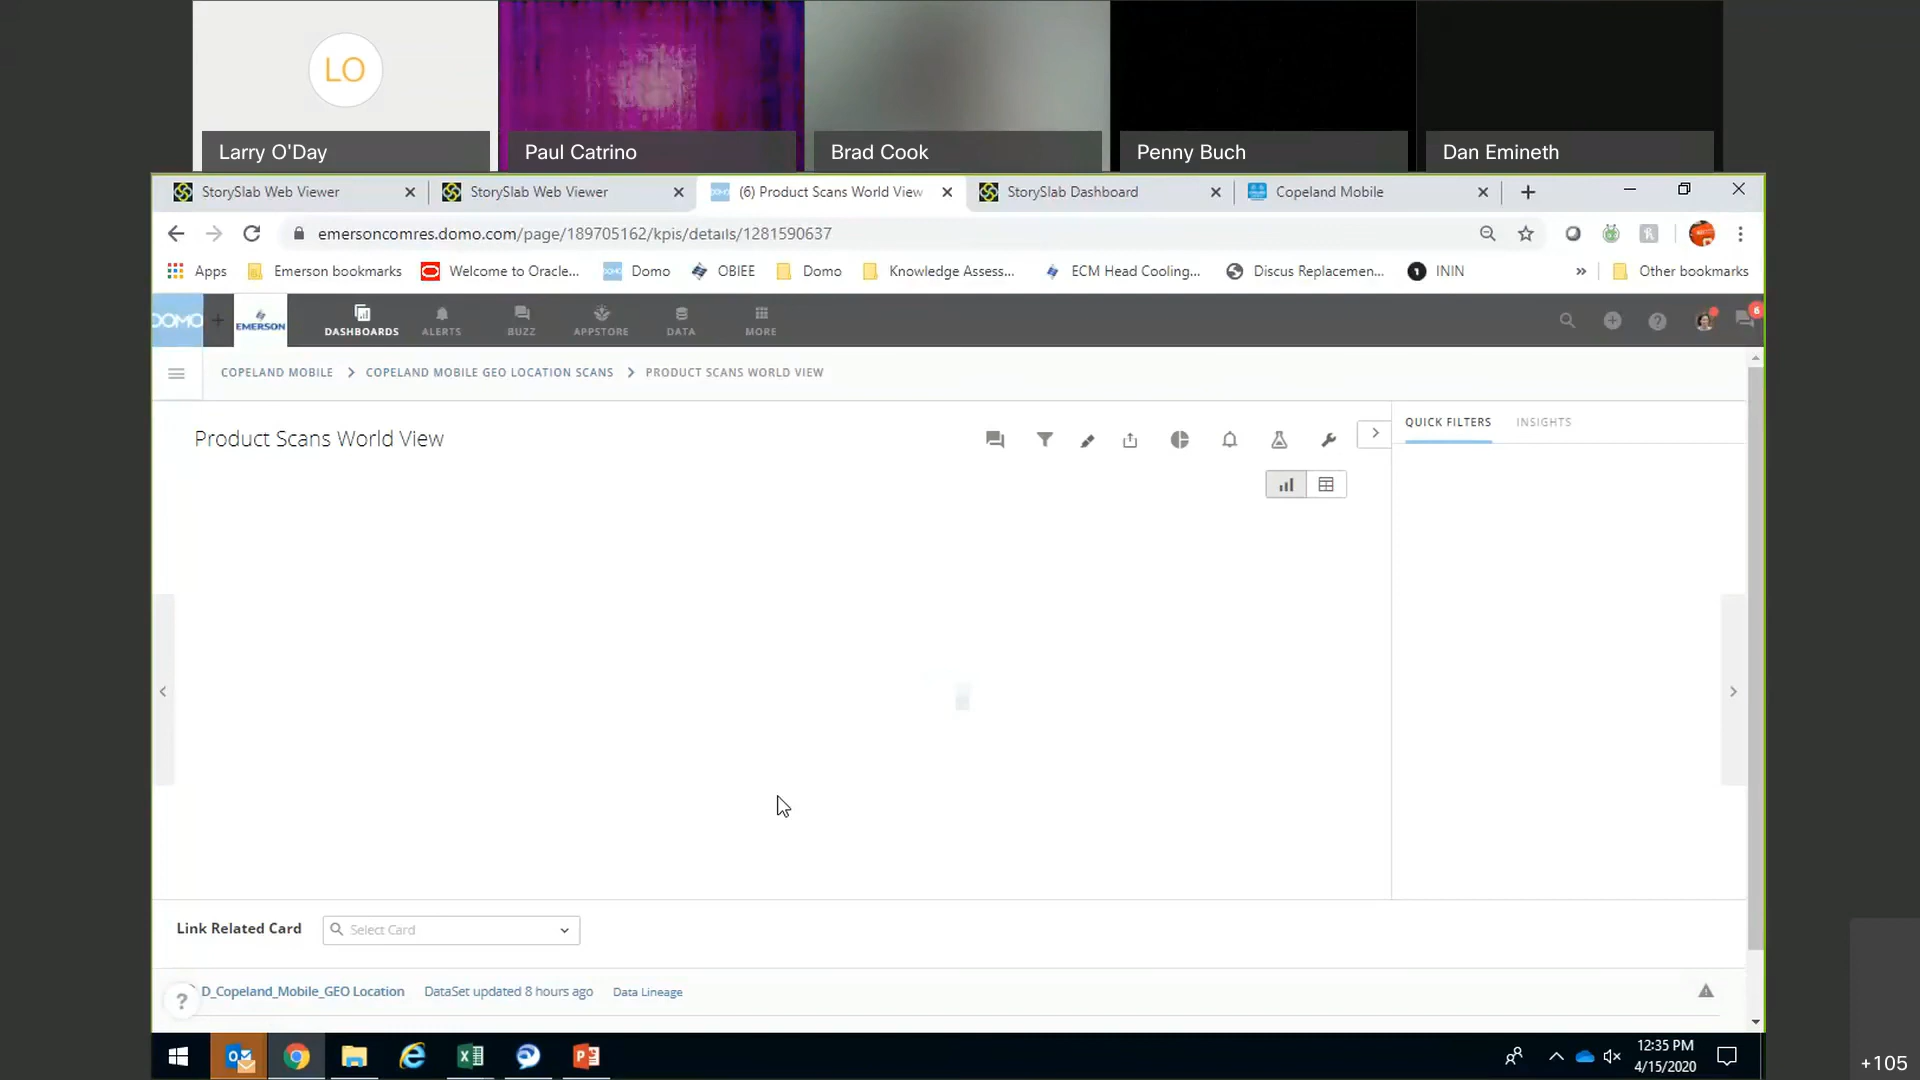 LO
Larry O'Day
Paul Catrino
Brad Cook
Penny Buch
Dan Emineth
StorySlab Web Viewer
StorySlab Web Viewer
(6) Product Scans World View
StorySlab Dashboard
Copeland Mobile
emersoncomres.domo.com/page/189705162/kpis/details/1281590637
Apps
Emerson bookmarks
Welcome to Oracle...
Domo
OBIEE
Domo
Knowledge Assess...
ECM Head Cooling...
Discus Replacemen...
ININ
»
Other bookmarks
DOMO
EMERSON
DASHBOARDS
ALERTS
BUZZ
APPSTORE
DATA
MORE
6
COPELAND MOBILE > COPELAND MOBILE GEO LOCATION SCANS > PRODUCT SCANS WORLD VIEW
Product Scans World View
QUICK FILTERS
INSIGHTS
Link Related Card
Select Card
D_Copeland_Mobile_GEO Location
DataSet updated 8 hours ago
Data Lineage
?
12:35 PM
4/15/2020
+105